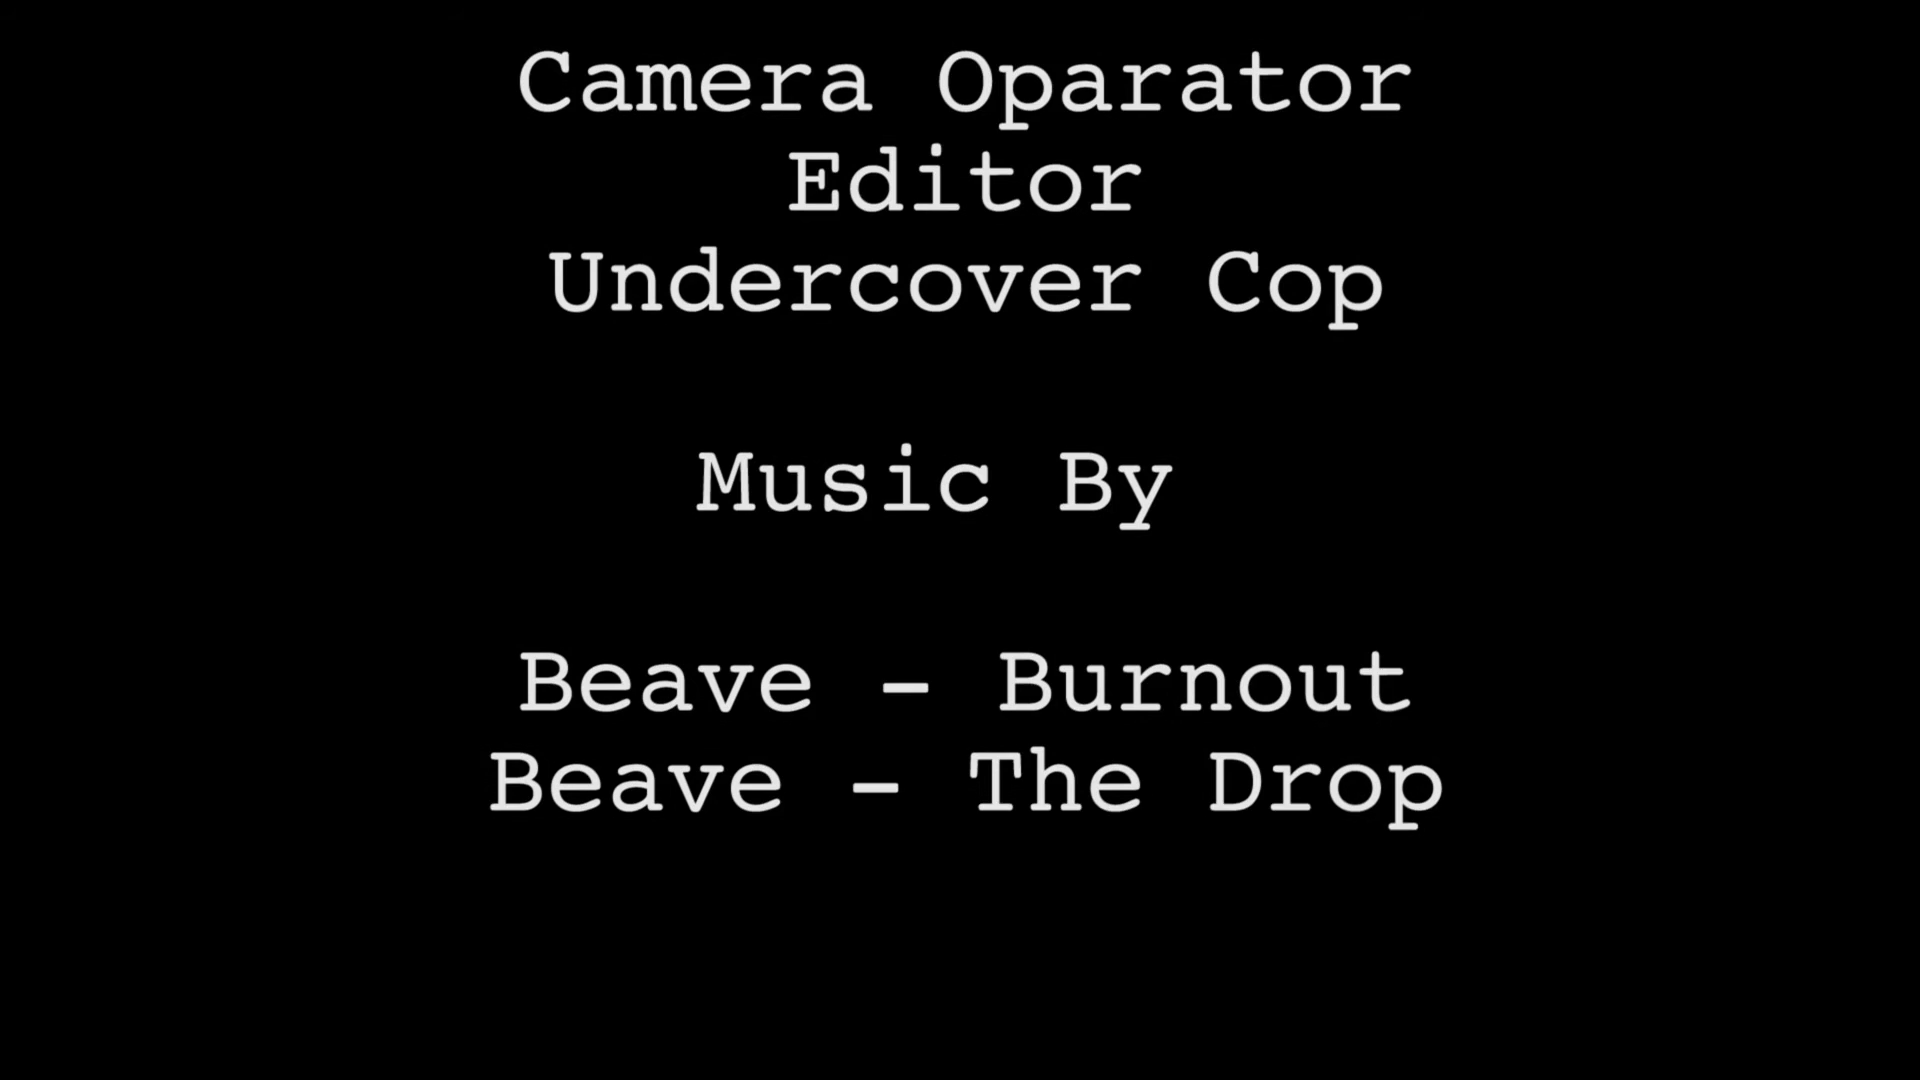 Camera Oparator
Editor
Undercover Cop
Music By
Beave - Burnout
Beave - The Drop